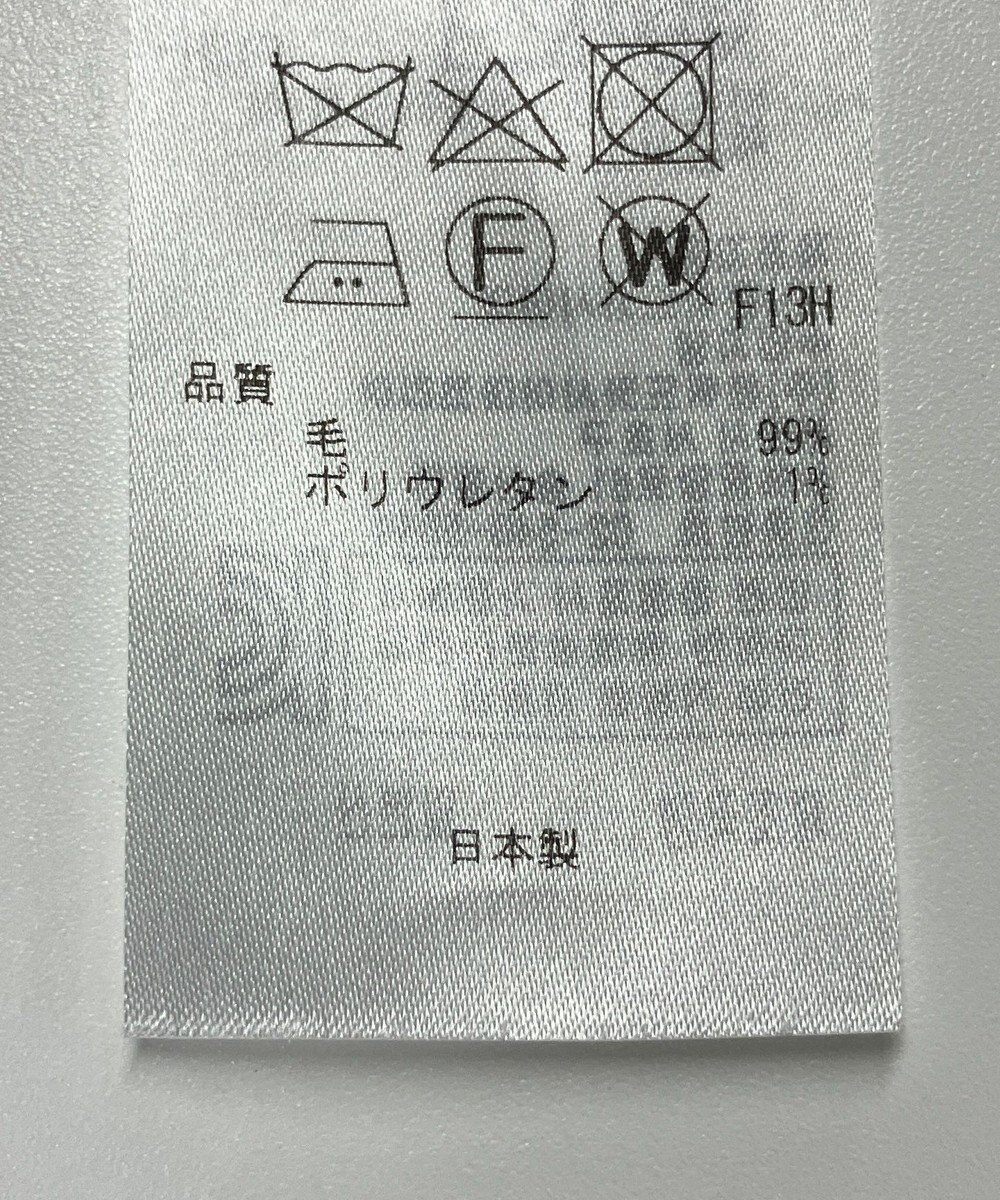 F W
F13H
品質
毛 99%
ポリウレタン 1%
日本製